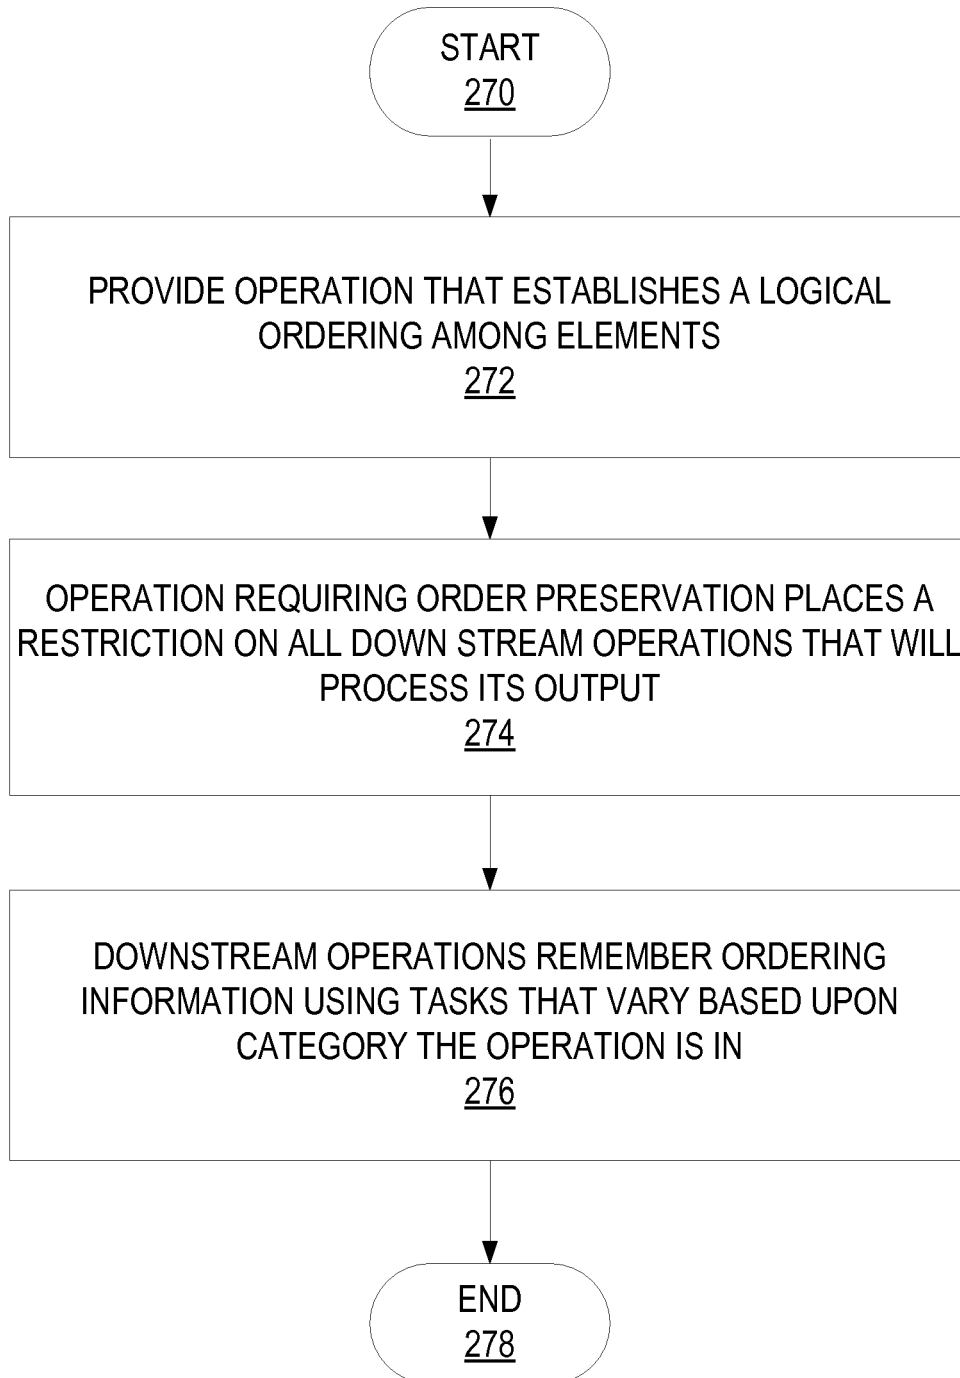 START
270
PROVIDE OPERATION THAT ESTABLISHES A LOGICAL
ORDERING AMONG ELEMENTS
272
OPERATION REQUIRING ORDER PRESERVATION PLACES A
RESTRICTION ON ALL DOWN STREAM OPERATIONS THAT WILL
PROCESS ITS OUTPUT
274
DOWNSTREAM OPERATIONS REMEMBER ORDERING
INFORMATION USING TASKS THAT VARY BASED UPON
CATEGORY THE OPERATION IS IN
276
END
278